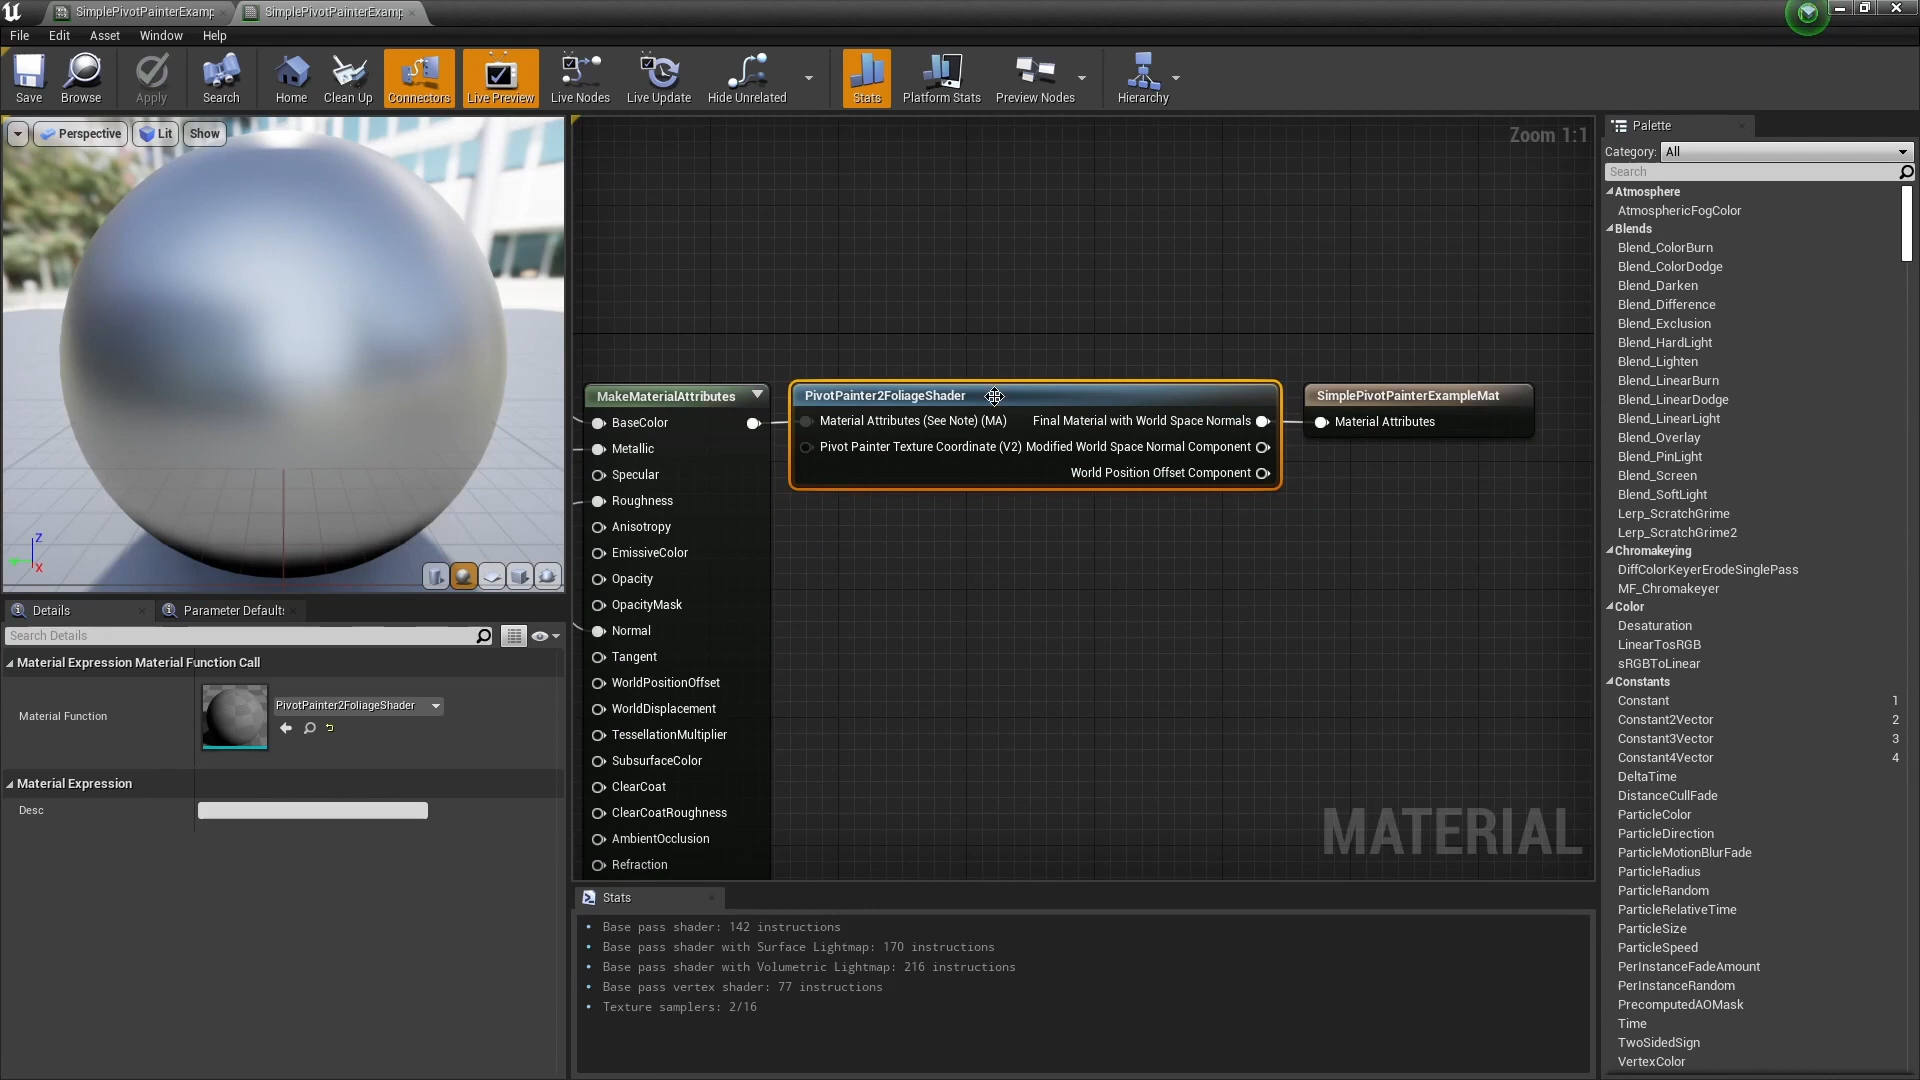 SimplePivotPainterExamp
SimplePivotPainterExamp
File Edit Asset Window Help
Save Browse Apply Search Home Clean Up Connectors Live Preview Live Nodes Live Update Hide Unrelated Stats Platform Stats Preview Nodes Hierarchy
Perspective Lit Show
Zoom 1:1
Z
X
MakeMaterialAttributes
BaseColor
Metallic
Specular
Roughness
Anisotropy
EmissiveColor
Opacity
OpacityMask
Normal
Tangent
WorldPositionOffset
WorldDisplacement
TessellationMultiplier
SubsurfaceColor
ClearCoat
ClearCoatRoughness
AmbientOcclusion
Refraction
PivotPainter2FoliageShader
Material Attributes (See Note) (MA) Final Material with World Space Normals
Pivot Painter Texture Coordinate (V2) Modified World Space Normal Component
World Position Offset Component
SimplePivotPainterExampleMat
Material Attributes
MATERIAL
Details Parameter Defaults
Search Details
Material Expression Material Function Call
Material Function PivotPainter2FoliageShader
Material Expression
Desc
Stats
Base pass shader: 142 instructions
Base pass shader with Surface Lightmap: 170 instructions
Base pass shader with Volumetric Lightmap: 216 instructions
Base pass vertex shader: 77 instructions
Texture samplers: 2/16
Palette
Category: All
Search
Atmosphere
AtmosphericFogColor
Blends
Blend_ColorBurn
Blend_ColorDodge
Blend_Darken
Blend_Difference
Blend_Exclusion
Blend_HardLight
Blend_Lighten
Blend_LinearBurn
Blend_LinearDodge
Blend_LinearLight
Blend_Overlay
Blend_PinLight
Blend_Screen
Blend_SoftLight
Lerp_ScratchGrime
Lerp_ScratchGrime2
Chromakeying
DiffColorKeyerErodeSinglePass
MF_Chromakeyer
Color
Desaturation
LinearTosRGB
sRGBToLinear
Constants
Constant 1
Constant2Vector 2
Constant3Vector 3
Constant4Vector 4
DeltaTime
DistanceCullFade
ParticleColor
ParticleDirection
ParticleMotionBlurFade
ParticleRadius
ParticleRandom
ParticleRelativeTime
ParticleSize
ParticleSpeed
PerInstanceFadeAmount
PerInstanceRandom
PrecomputedAOMask
Time
TwoSidedSign
VertexColor